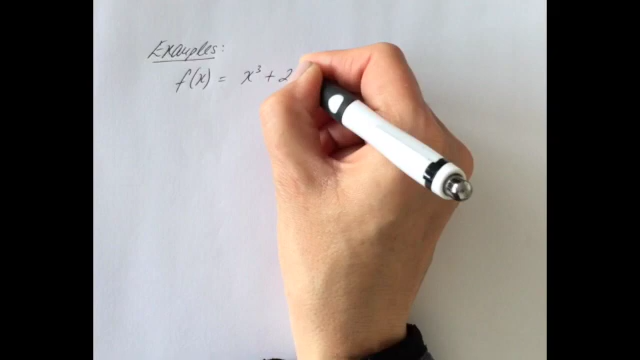 Examples:
f(x) = x³ + 2